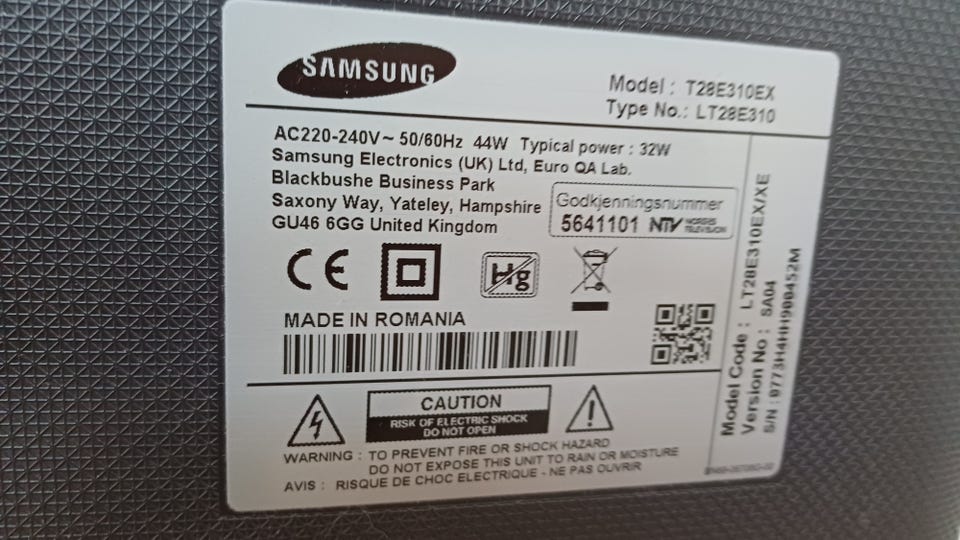 SAMSUNG
Model : T28E310EX
Type No.: LT28E310
AC220-240V~ 50/60Hz 44W Typical power : 32W
Samsung Electronics (UK) Ltd, Euro QA Lab.
Blackbushe Business Park
Saxony Way, Yateley, Hampshire
GU46 6GG United Kingdom
Godkjenningsnummer
5641101 NTV NORGES TELEVISJON
CE
Hg
MADE IN ROMANIA
Model Code : LT28E310EX/XE
Version No : SA04
S/N : 0773H4HH900452M
CAUTION
RISK OF ELECTRIC SHOCK
DO NOT OPEN
WARNING : TO PREVENT FIRE OR SHOCK HAZARD
DO NOT EXPOSE THIS UNIT TO RAIN OR MOISTURE
AVIS : RISQUE DE CHOC ELECTRIQUE - NE PAS OUVRIR